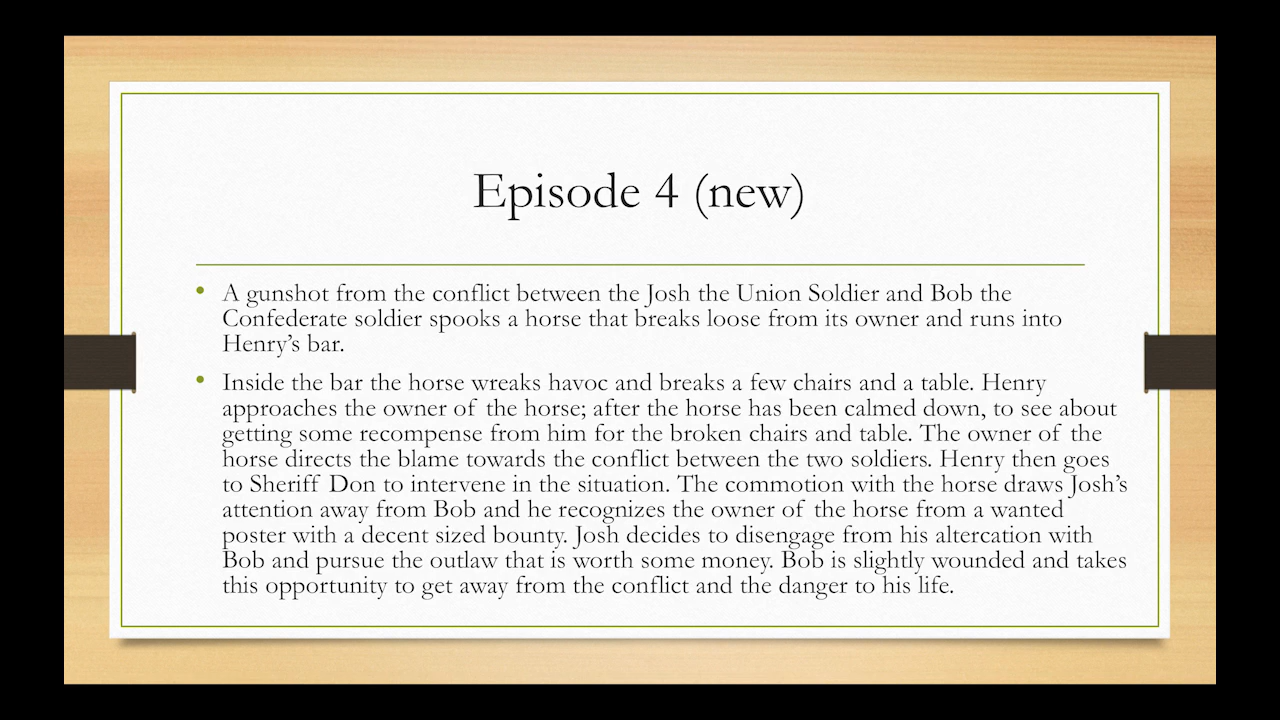 Episode 4 (new)
• A gunshot from the conflict between the Josh the Union Soldier and Bob the
Confederate soldier spooks a horse that breaks loose from its owner and runs into
Henry’s bar.
• Inside the bar the horse wreaks havoc and breaks a few chairs and a table. Henry
approaches the owner of the horse; after the horse has been calmed down, to see about
getting some recompense from him for the broken chairs and table. The owner of the
horse directs the blame towards the conflict between the two soldiers. Henry then goes
to Sheriff Don to intervene in the situation. The commotion with the horse draws Josh’s
attention away from Bob and he recognizes the owner of the horse from a wanted
poster with a decent sized bounty. Josh decides to disengage from his altercation with
Bob and pursue the outlaw that is worth some money. Bob is slightly wounded and takes
this opportunity to get away from the conflict and the danger to his life.